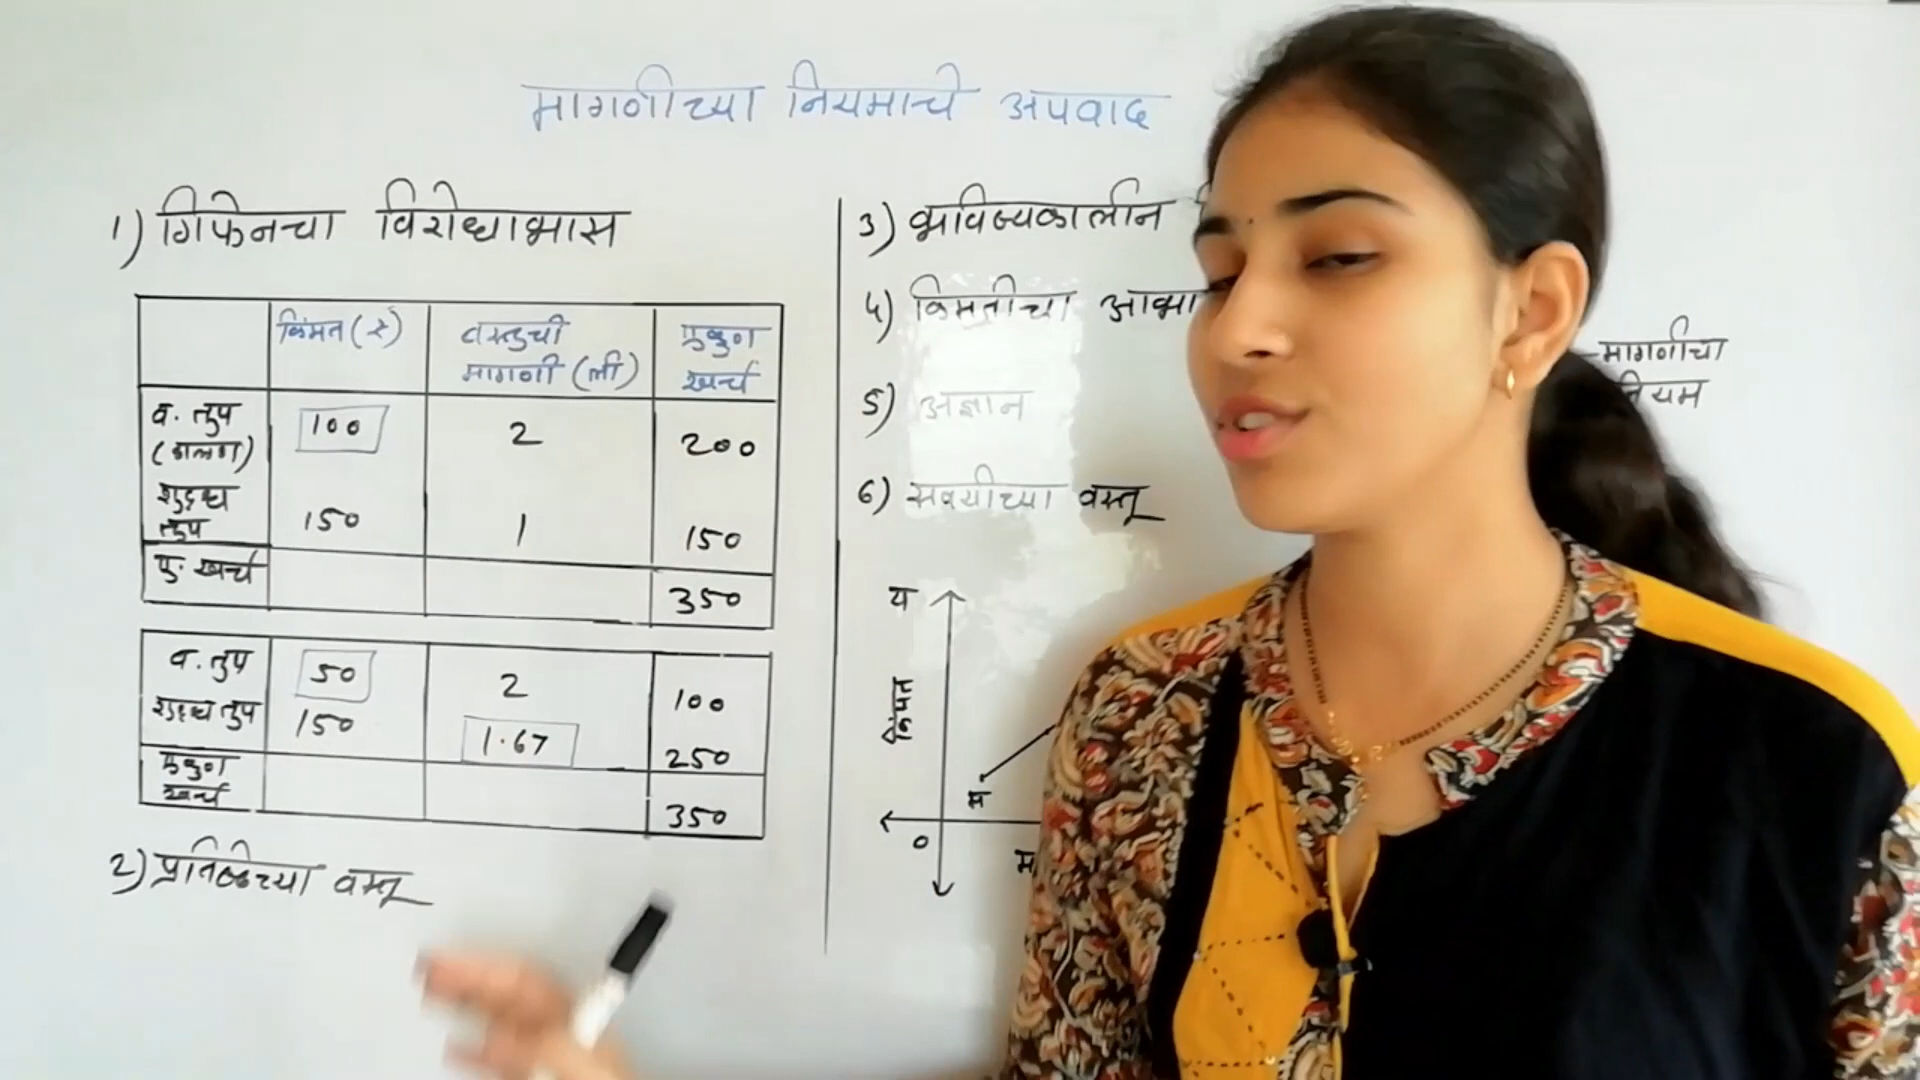 मागणीच्या नियमाचे अपवाद
1) गिफेनचा विरोधाभास
किंमत (रु)
वस्तुची मागणी (ली)
एकुण खर्च
व. तुप (डालडा) 100 2 200
शुद्ध तुप 150 1 150
ए. खर्च 350
व. तुप 50 2 100
शुद्ध तुप 150 1.67 250
एकुण खर्च 350
2) प्रतिष्ठेच्या वस्तू
3) भविष्यकालीन
4) किमतीचा आभा
5) अज्ञान
6) सवयीच्या वस्तू
मागणीचा
नियम
य
किंमत
म
0
म